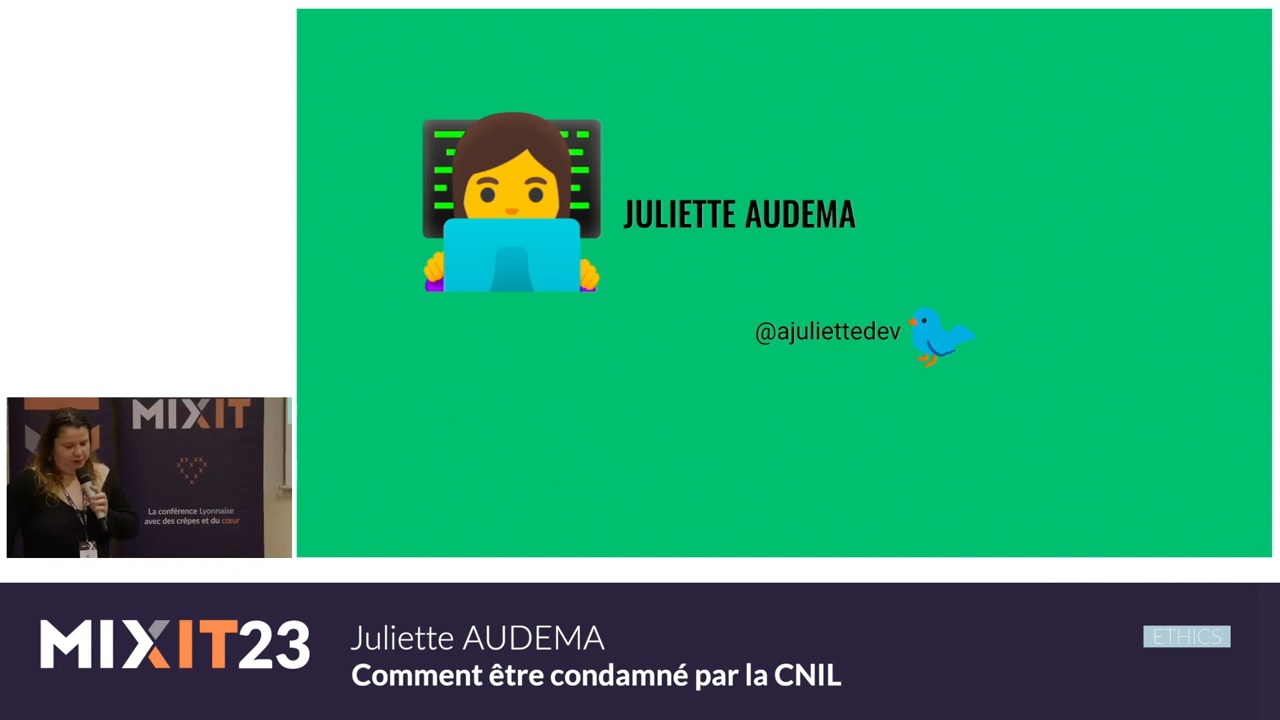 JULIETTE AUDEMA
@ajuliettedev
MIXIT
La conférence Lyonnaise
avec des crêpes et du cœur
MIXIT23
Juliette AUDEMA
Comment être condamné par la CNIL
ETHICS